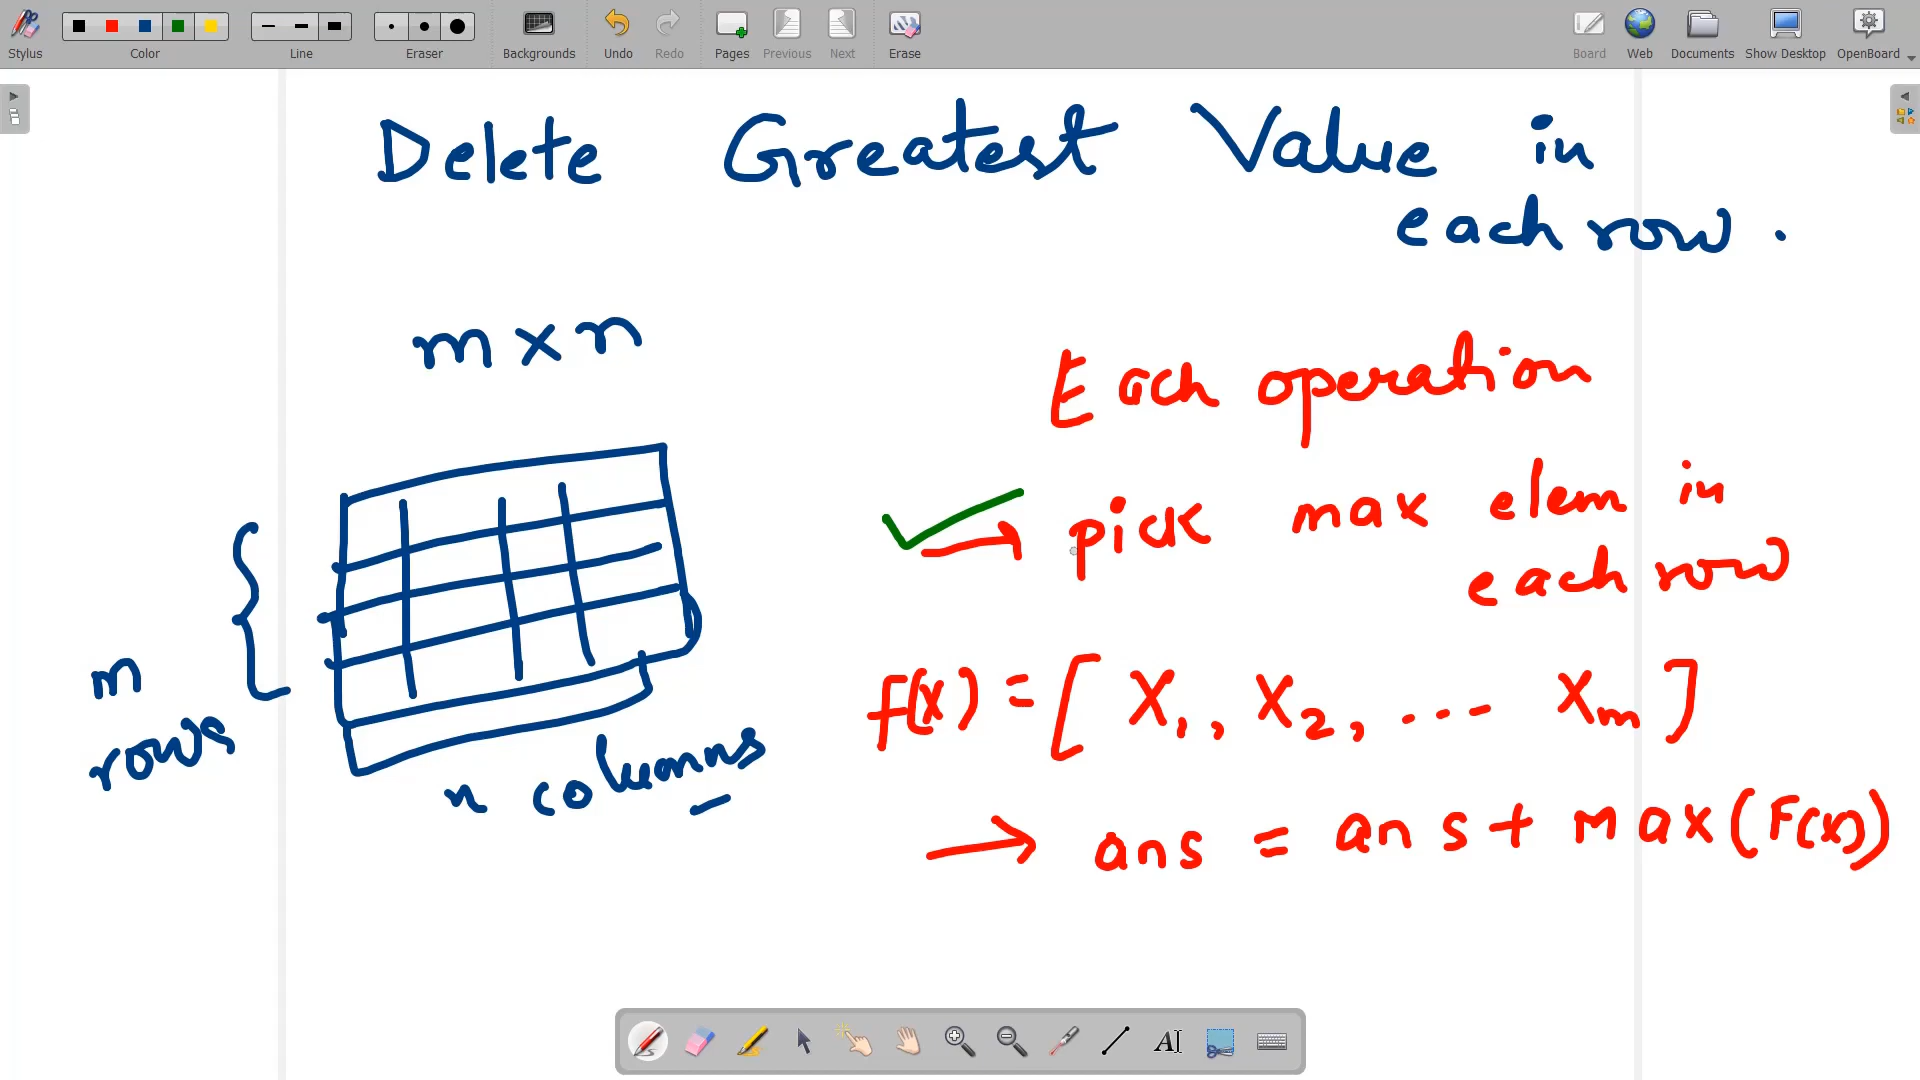 Stylus Color Line Eraser Backgrounds Undo Redo Pages Previous Next Erase Board Web Documents Show Desktop OpenBoard
Delete Greatest Value in
each row.
m x n
Each operation
→ pick max elem in
each row
f(x) = [ X1, X2, ... Xm ]
m
rows
n columns
→ ans = ans + max(F(x))